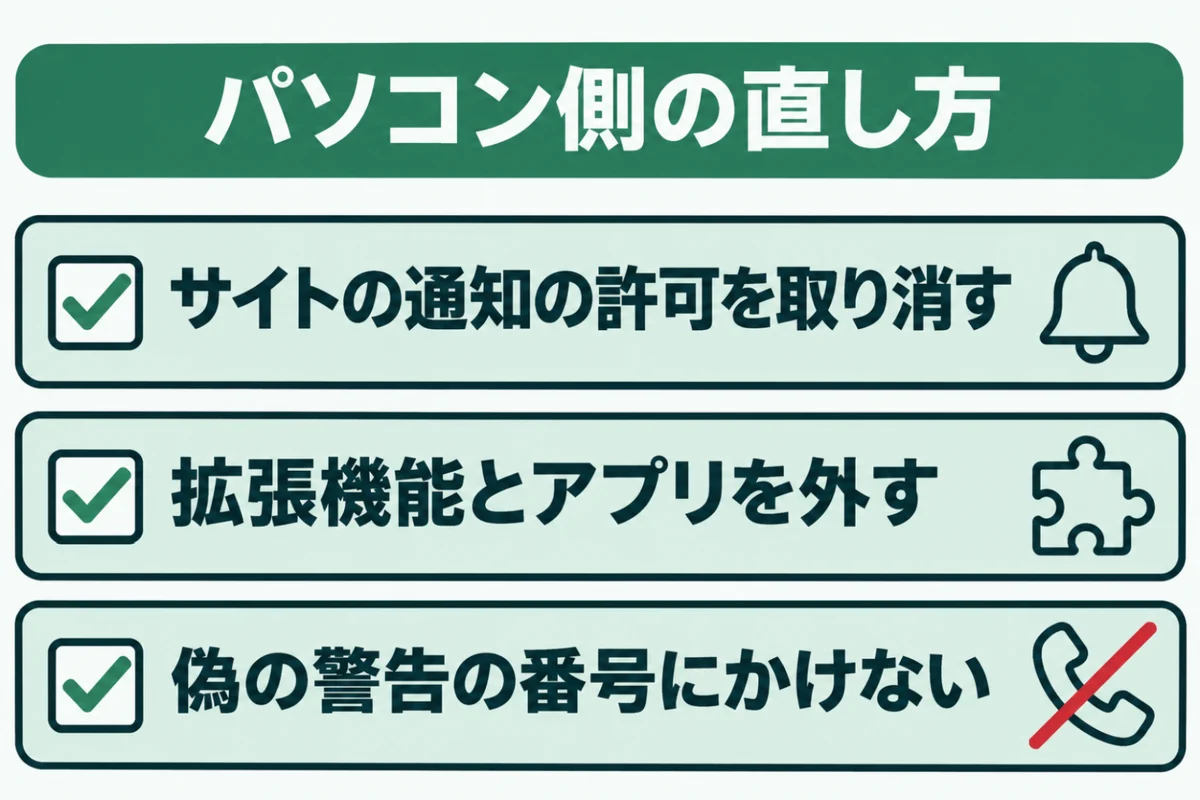 パソコン側の直し方
サイトの通知の許可を取り消す
拡張機能とアプリを外す
偽の警告の番号にかけない